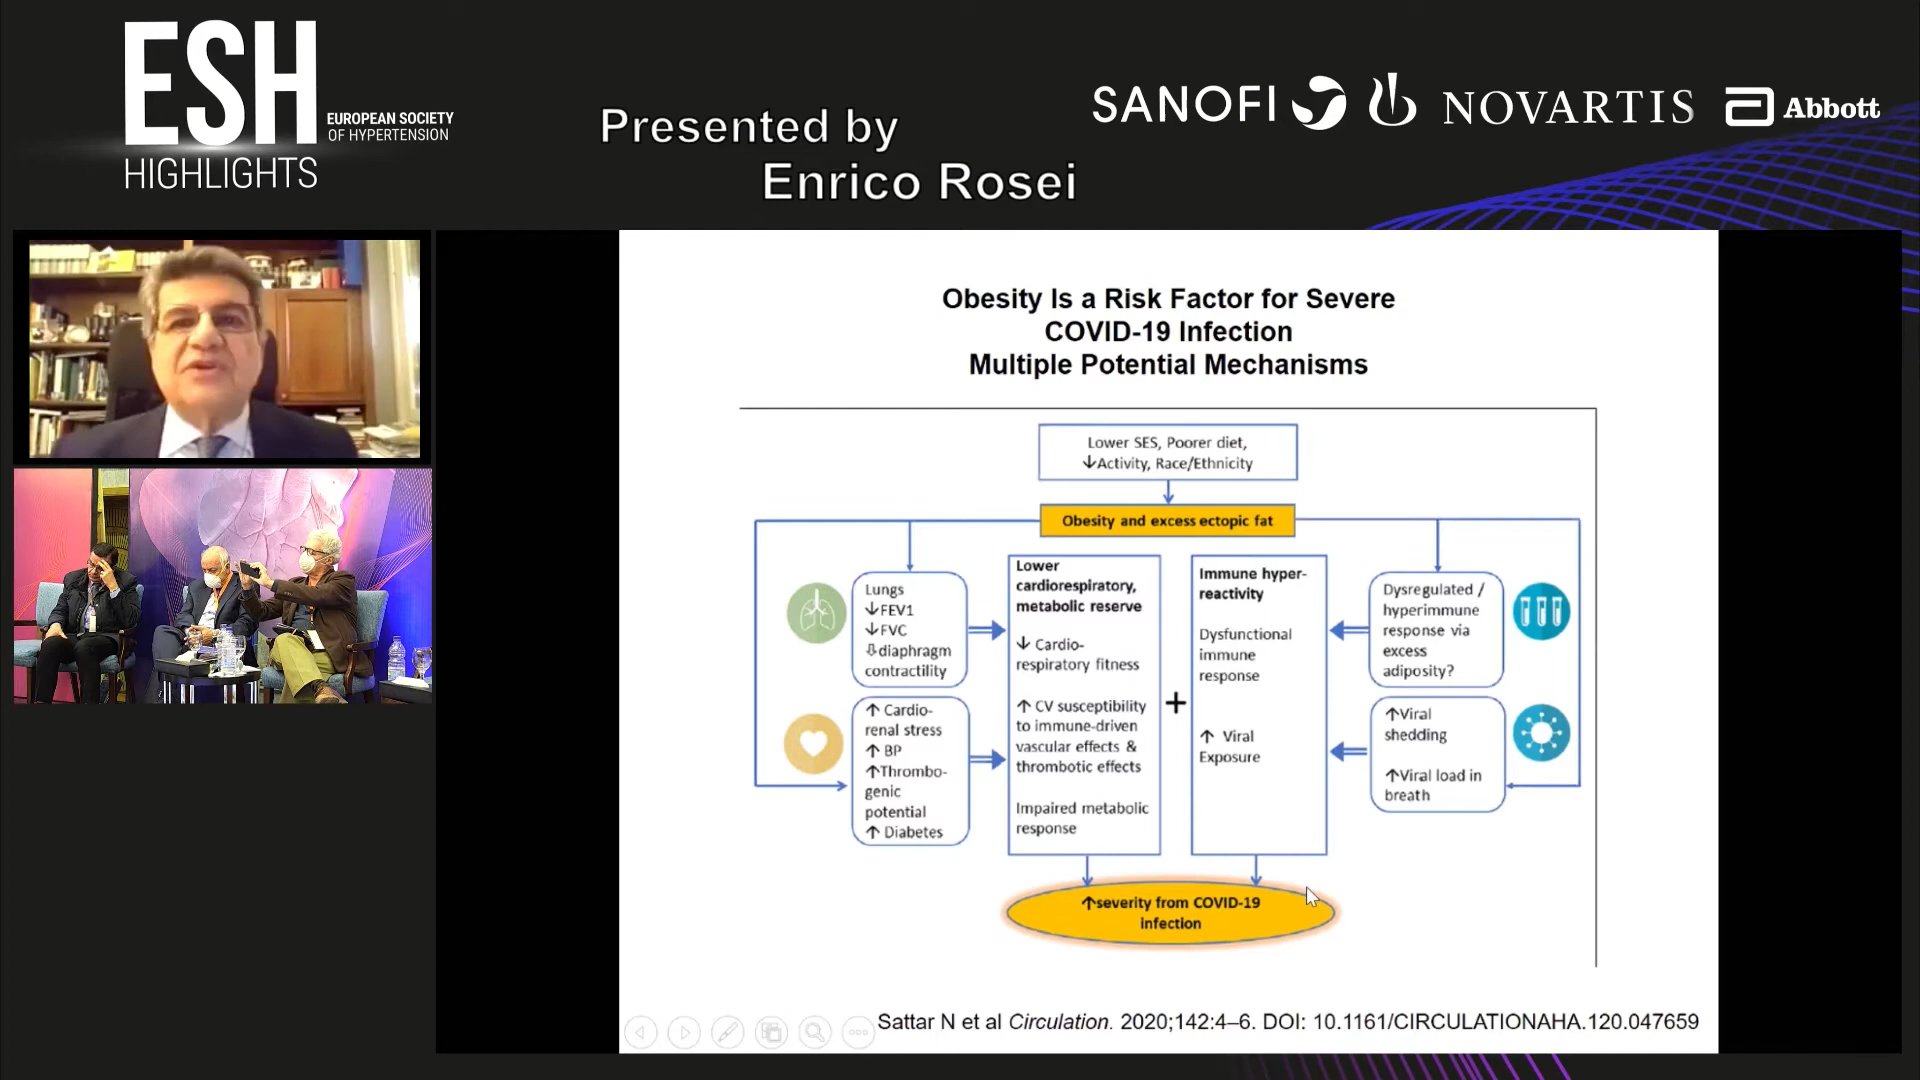 ESH
EUROPEAN SOCIETY
OF HYPERTENSION
HIGHLIGHTS
Presented by
Enrico Rosei
SANOFI
NOVARTIS
Abbott
Obesity Is a Risk Factor for Severe
COVID-19 Infection
Multiple Potential Mechanisms
Lower SES, Poorer diet,
↓Activity, Race/Ethnicity
Obesity and excess ectopic fat
Lungs
↓FEV1
↓FVC
⇩diaphragm
contractility
↑ Cardio-
renal stress
↑ BP
↑Thrombo-
genic
potential
↑ Diabetes
Lower
cardiorespiratory,
metabolic reserve
↓ Cardio-
respiratory fitness
↑ CV susceptibility
to immune-driven
vascular effects &
thrombotic effects
Impaired metabolic
response
+
Immune hyper-
reactivity
Dysfunctional
immune
response
↑ Viral
Exposure
Dysregulated /
hyperimmune
response via
excess
adiposity?
↑Viral
shedding
↑Viral load in
breath
↑severity from COVID-19
infection
Sattar N et al Circulation. 2020;142:4–6. DOI: 10.1161/CIRCULATIONAHA.120.047659